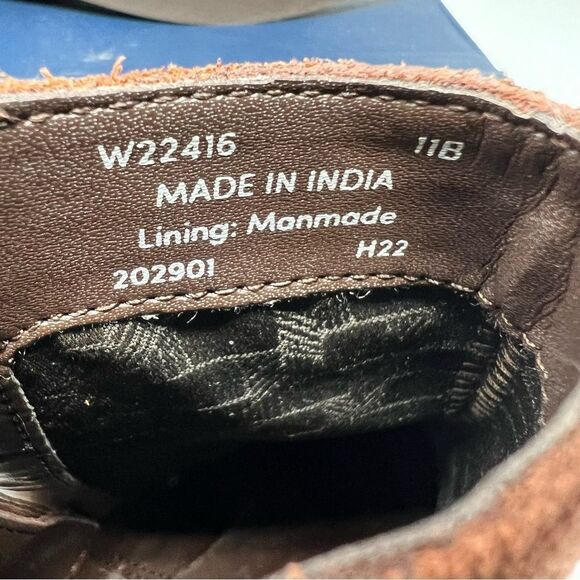 W22416 11B
MADE IN INDIA
Lining: Manmade
202901 H22